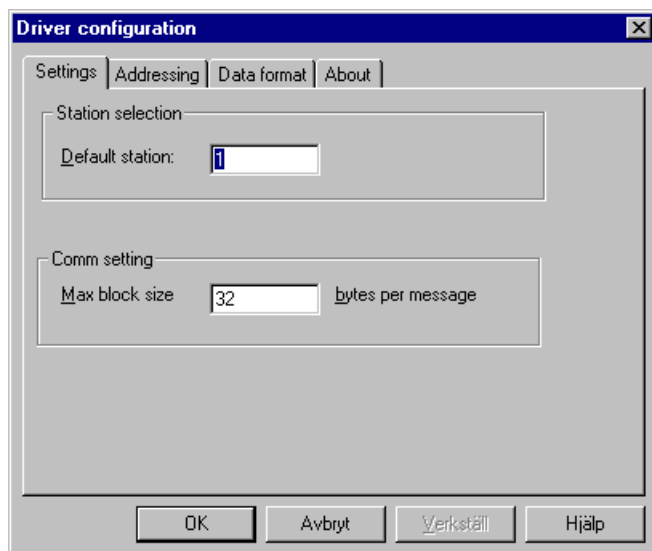 Driver configuration
Settings Addressing Data format About
Station selection
Default station: 1
Comm setting
Max block size 32 bytes per message
OK Avbryt Verkställ Hjälp